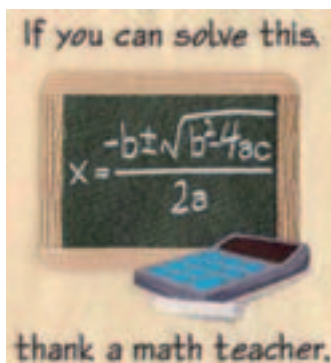 If you can solve this,
x = -b±√b²-4ac
2a
thank a math teacher.